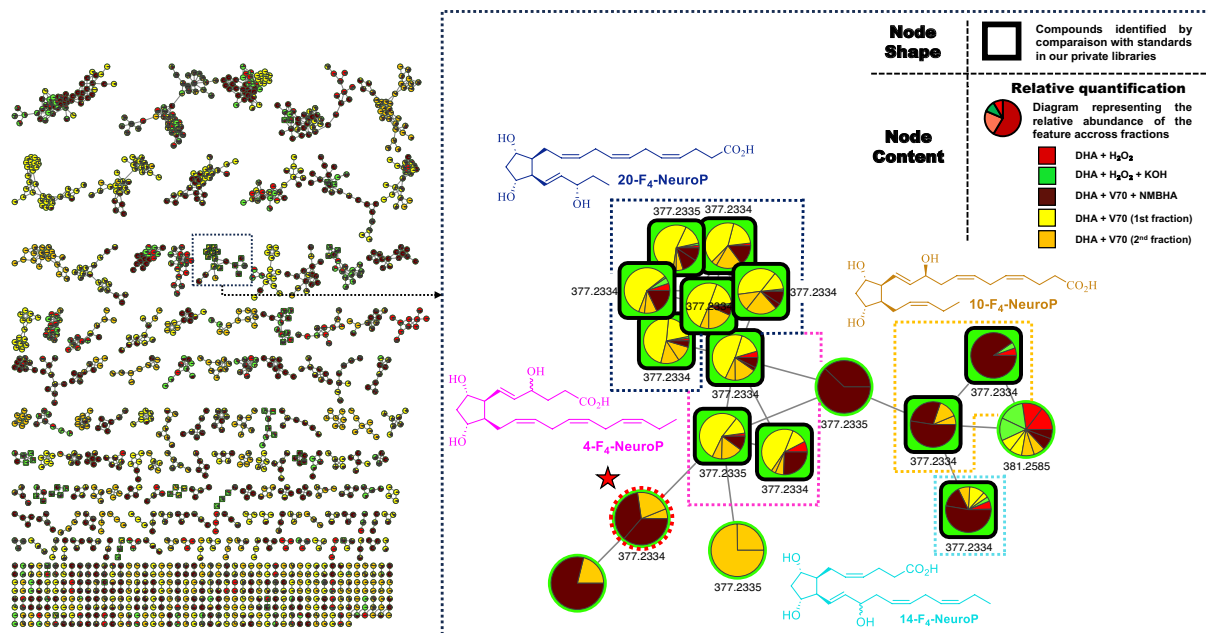 Node
Shape
Compounds identified by
comparaison with standards
in our private libraries
Node
Content
Relative quantification
Diagram representing the
relative abundance of the
feature accross fractions
DHA + H₂O₂
DHA + H₂O₂ + KOH
DHA + V70 + NMBHA
DHA + V70 (1st fraction)
DHA + V70 (2nd fraction)
HO
CO₂H
HO
OH
20-F₄-NeuroP
377.2335
377.2334
377.2334
377.2334
377.2334
377.2334
377.2334
HO
OH
CO₂H
HO
10-F₄-NeuroP
OH
HO
CO₂H
HO
4-F₄-NeuroP
377.2335
377.2334
377.2335
377.2334
377.2334
381.2585
377.2334
377.2334
377.2335
HO
CO₂H
HO
OH
14-F₄-NeuroP